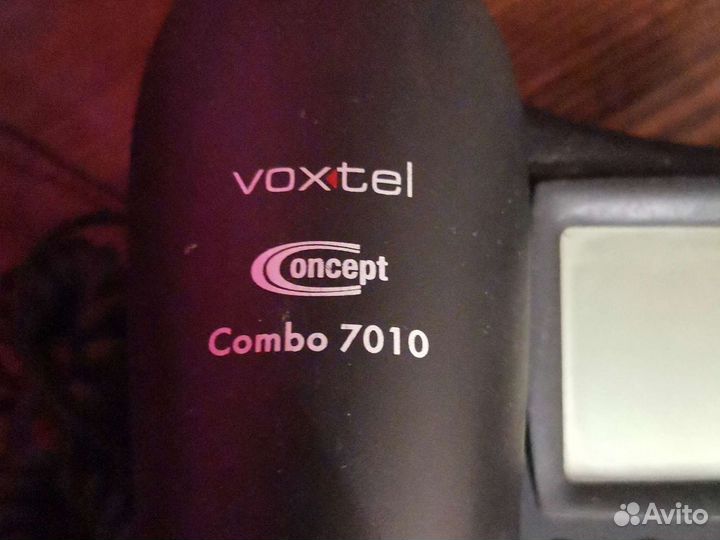 voxtel
Concept
Combo 7010
Avito